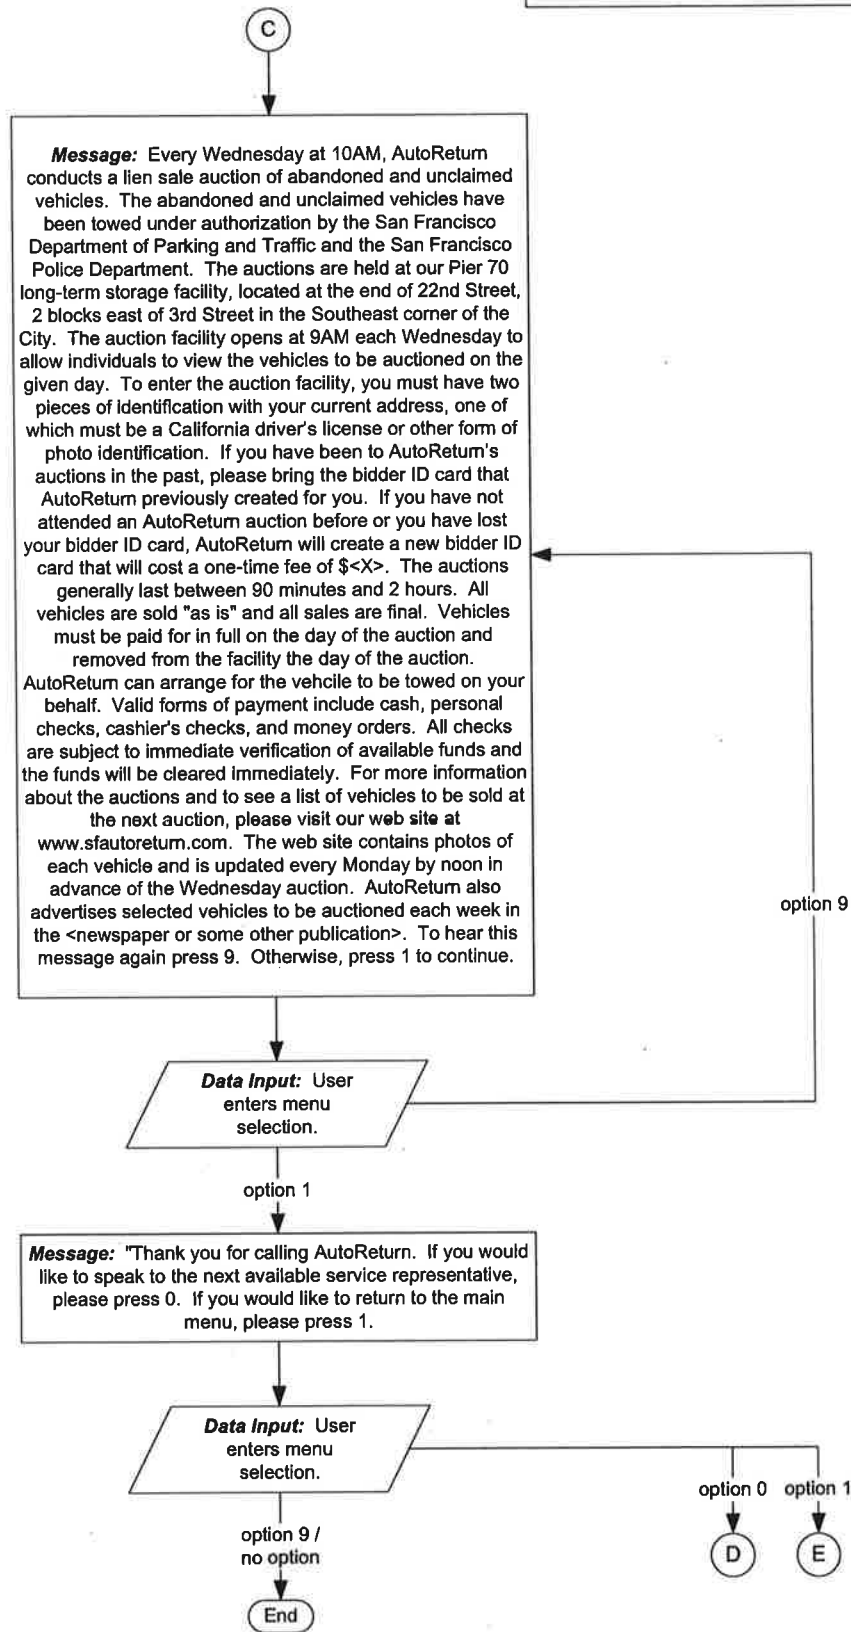 C
Message: Every Wednesday at 10AM, AutoReturn
conducts a lien sale auction of abandoned and unclaimed
vehicles. The abandoned and unclaimed vehicles have
been towed under authorization by the San Francisco
Department of Parking and Traffic and the San Francisco
Police Department. The auctions are held at our Pier 70
long-term storage facility, located at the end of 22nd Street,
2 blocks east of 3rd Street in the Southeast corner of the
City. The auction facility opens at 9AM each Wednesday to
allow individuals to view the vehicles to be auctioned on the
given day. To enter the auction facility, you must have two
pieces of identification with your current address, one of
which must be a California driver's license or other form of
photo identification. If you have been to AutoReturn's
auctions in the past, please bring the bidder ID card that
AutoReturn previously created for you. If you have not
attended an AutoReturn auction before or you have lost
your bidder ID card, AutoReturn will create a new bidder ID
card that will cost a one-time fee of $<X>. The auctions
generally last between 90 minutes and 2 hours. All
vehicles are sold "as is" and all sales are final. Vehicles
must be paid for in full on the day of the auction and
removed from the facility the day of the auction.
AutoReturn can arrange for the vehcile to be towed on your
behalf. Valid forms of payment include cash, personal
checks, cashier's checks, and money orders. All checks
are subject to immediate verification of available funds and
the funds will be cleared immediately. For more information
about the auctions and to see a list of vehicles to be sold at
the next auction, please visit our web site at
www.sfautoreturn.com. The web site contains photos of
each vehicle and is updated every Monday by noon in
advance of the Wednesday auction. AutoReturn also
advertises selected vehicles to be auctioned each week in
the <newspaper or some other publication>. To hear this
message again press 9. Otherwise, press 1 to continue.
option 9
Data Input: User
enters menu
selection.
option 1
Message: "Thank you for calling AutoReturn. If you would
like to speak to the next available service representative,
please press 0. If you would like to return to the main
menu, please press 1.
Data Input: User
enters menu
selection.
option 0
option 1
option 9 /
no option
D
E
End